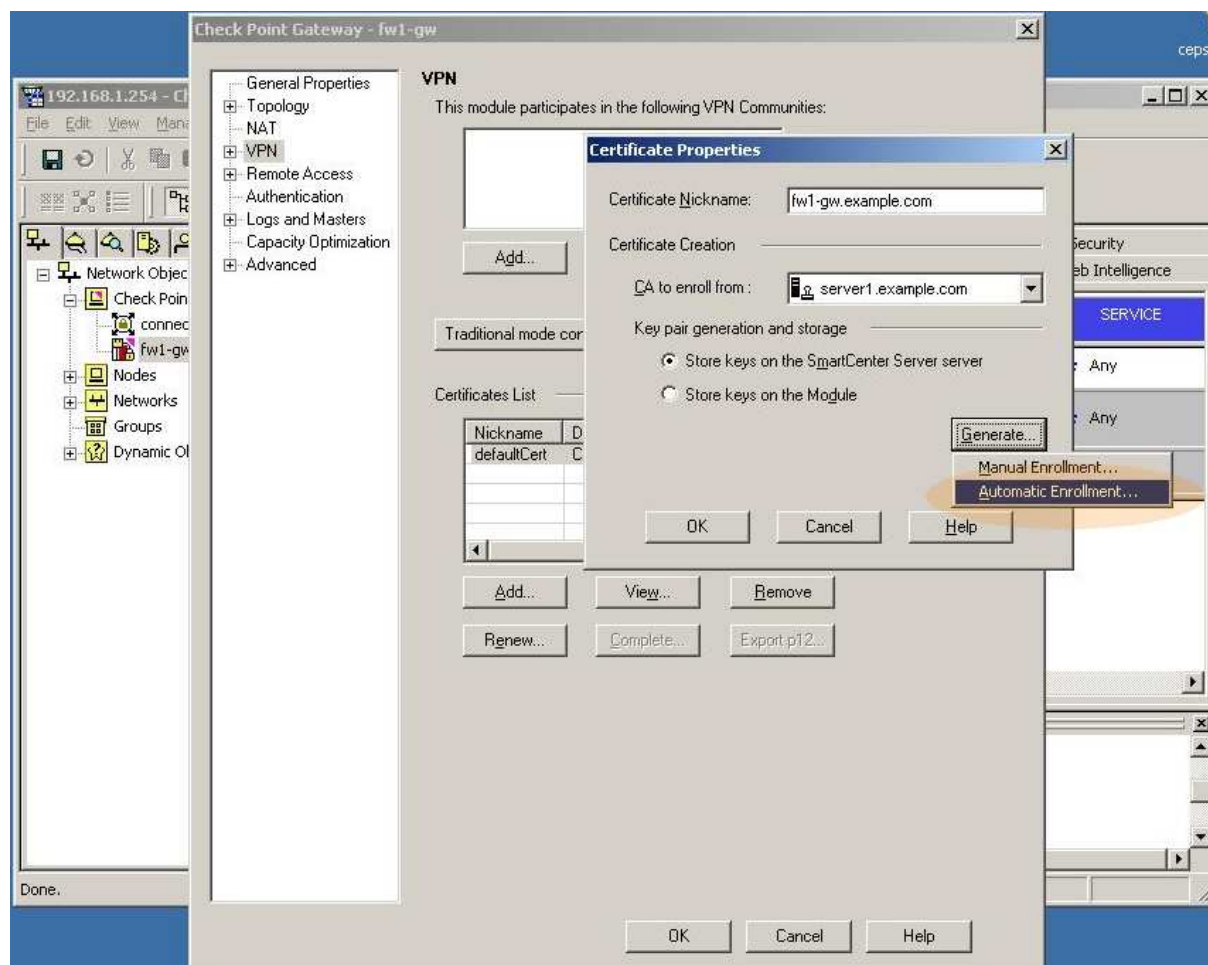 Check Point Gateway - fw1-gw
ceps
192.168.1.254 - C
File Edit View Mana
General Properties
Topology
NAT
VPN
Remote Access
Authentication
Logs and Masters
Capacity Optimization
Advanced
VPN
This module participates in the following VPN Communities:
Add...
Traditional mode con
Certificates List
Nickname D
defaultCert C
Add... View... Remove
Renew... Complete... Export p12...
OK Cancel Help
Certificate Properties
Certificate Nickname: fw1-gw.example.com
Certificate Creation
CA to enroll from : server1.example.com
Key pair generation and storage
Store keys on the SmartCenter Server server
Store keys on the Module
Generate...
Manual Enrollment...
Automatic Enrollment...
OK Cancel Help
Network Objec
Check Poin
connec
fw1-gw
Nodes
Networks
Groups
Dynamic Ob
Security
eb Intelligence
SERVICE
Any
Any
Done.